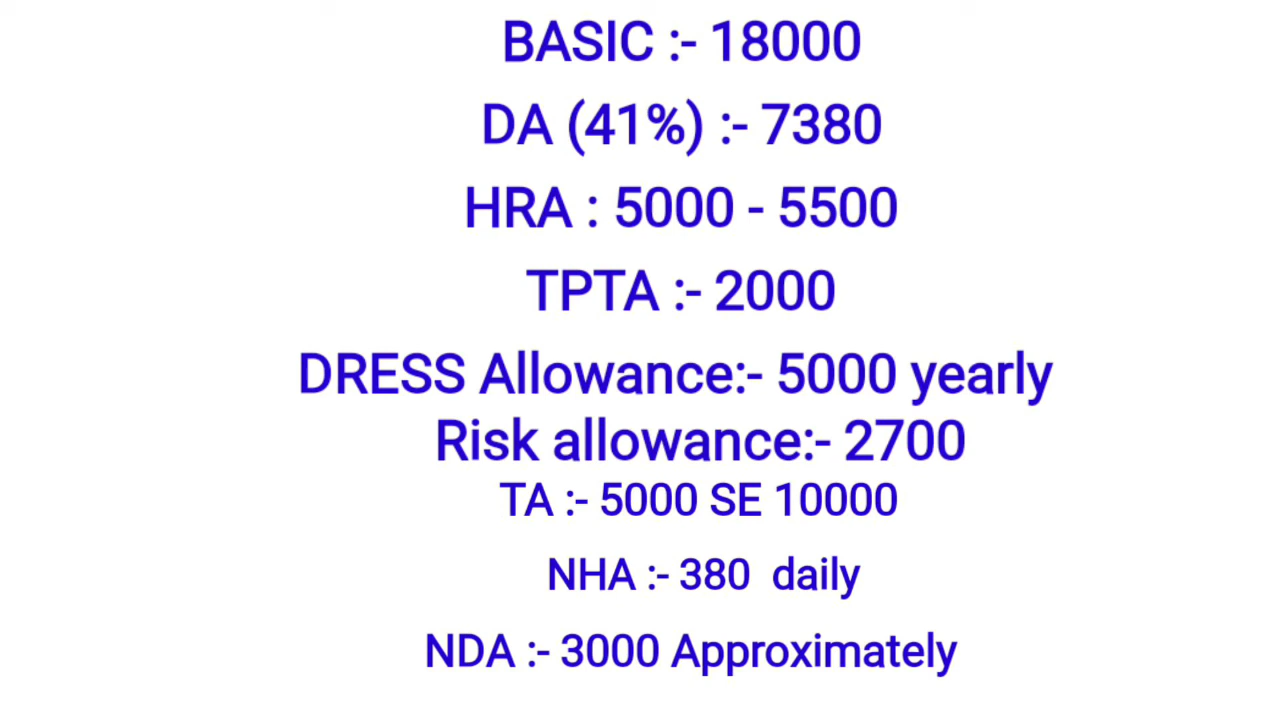 BASIC :- 18000
DA (41%) :- 7380
HRA : 5000 - 5500
TPTA :- 2000
DRESS Allowance:- 5000 yearly
Risk allowance:- 2700
TA :- 5000 SE 10000
NHA :- 380 daily
NDA :- 3000 Approximately